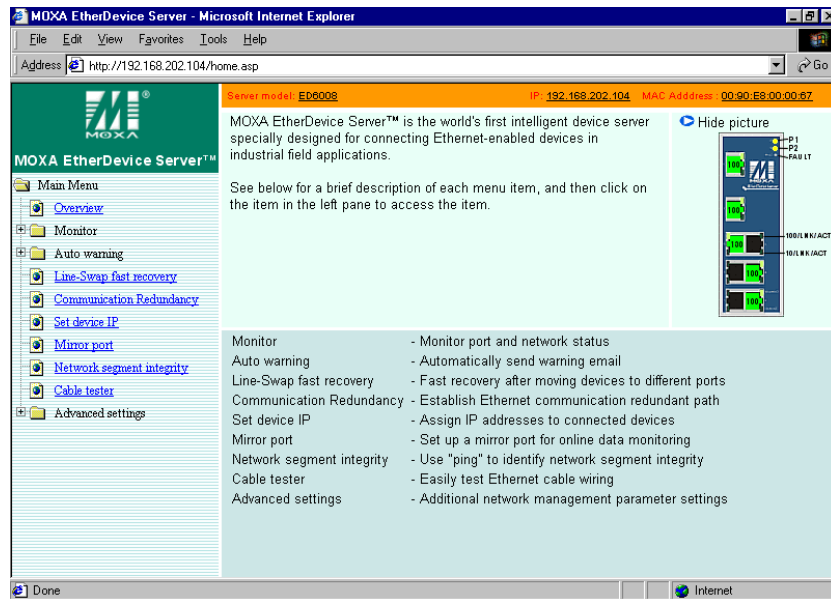 MOXA EtherDevice Server - Microsoft Internet Explorer
File Edit View Favorites Tools Help
Address http://192.168.202.104/home.asp Go
MOXA
®
MOXA EtherDevice Server™
Server model: ED6008 IP: 192.168.202.104 MAC Adddress : 00:90:E8:00:00:67
Main Menu
Overview
Monitor
Auto warning
Line-Swap fast recovery
Communication Redundancy
Set device IP
Mirror port
Network segment integrity
Cable tester
Advanced settings
MOXA EtherDevice Server™ is the world's first intelligent device server
specially designed for connecting Ethernet-enabled devices in
industrial field applications.
See below for a brief description of each menu item, and then click on
the item in the left pane to access the item.
Hide picture
P1
P2
FAULT
MOXA
100
100
100
100
100/LNK/ACT
10/LNK/ACT
Monitor - Monitor port and network status
Auto warning - Automatically send warning email
Line-Swap fast recovery - Fast recovery after moving devices to different ports
Communication Redundancy - Establish Ethernet communication redundant path
Set device IP - Assign IP addresses to connected devices
Mirror port - Set up a mirror port for online data monitoring
Network segment integrity - Use "ping" to identify network segment integrity
Cable tester - Easily test Ethernet cable wiring
Advanced settings - Additional network management parameter settings
Done Internet